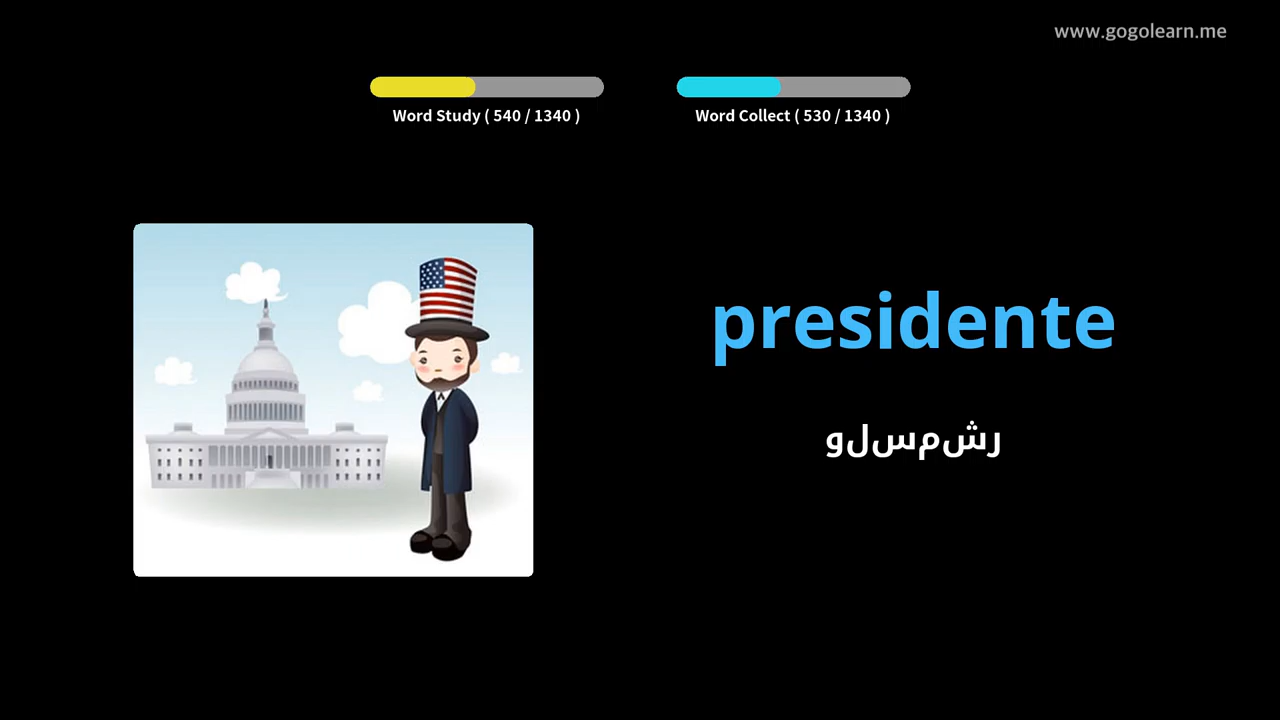 www.gogolearn.me
Word Study ( 540 / 1340 )
Word Collect ( 530 / 1340 )
presidente
ولسمشر